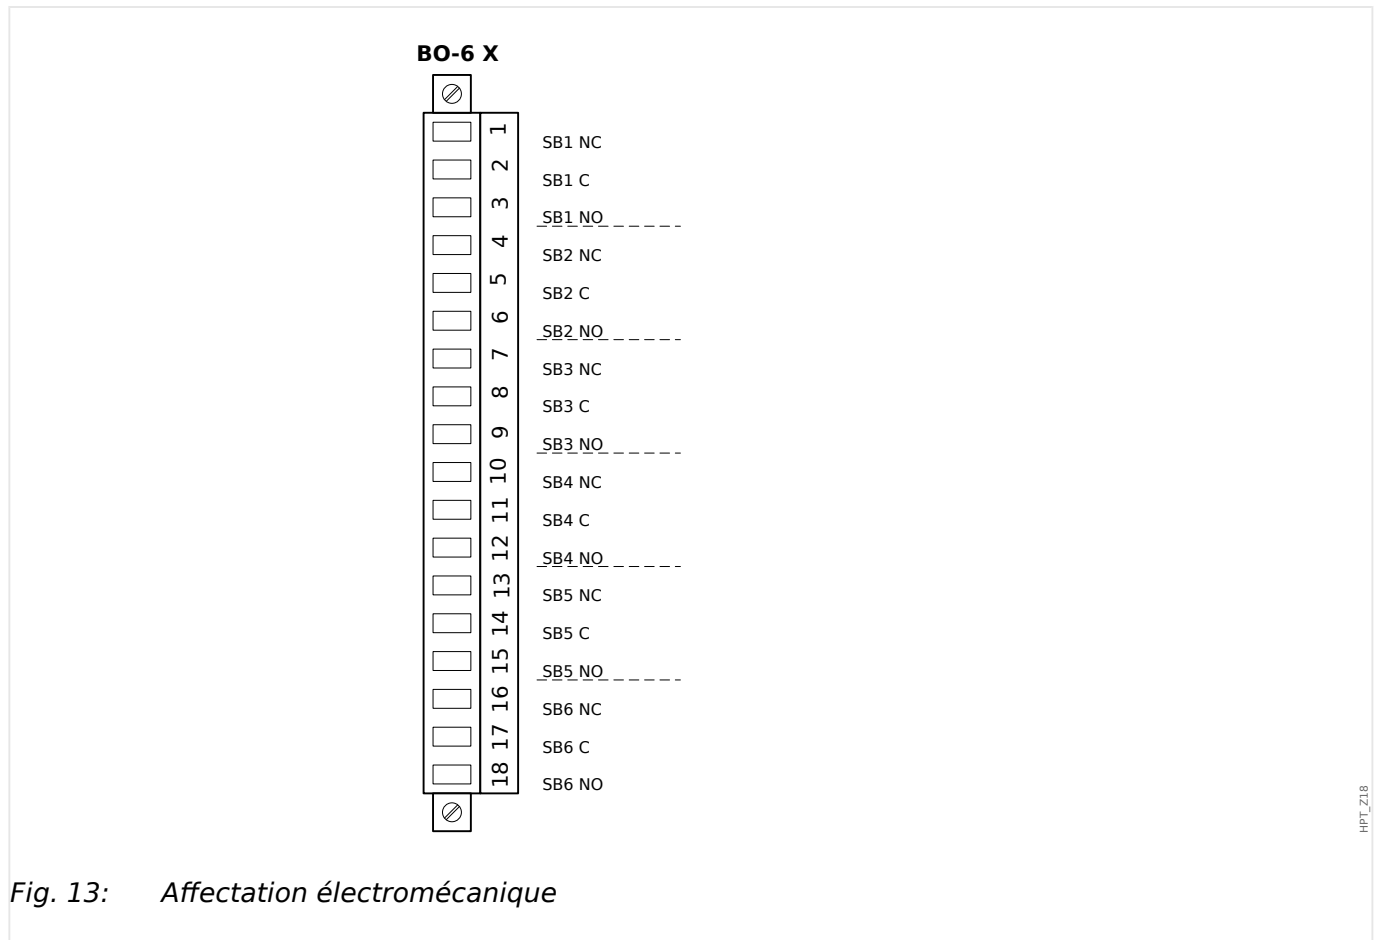 BO-6 X
1 SB1 NC
2 SB1 C
3 SB1 NO
4 SB2 NC
5 SB2 C
6 SB2 NO
7 SB3 NC
8 SB3 C
9 SB3 NO
10 SB4 NC
11 SB4 C
12 SB4 NO
13 SB5 NC
14 SB5 C
15 SB5 NO
16 SB6 NC
17 SB6 C
18 SB6 NO
HPT_Z18
Fig. 13: Affectation électromécanique